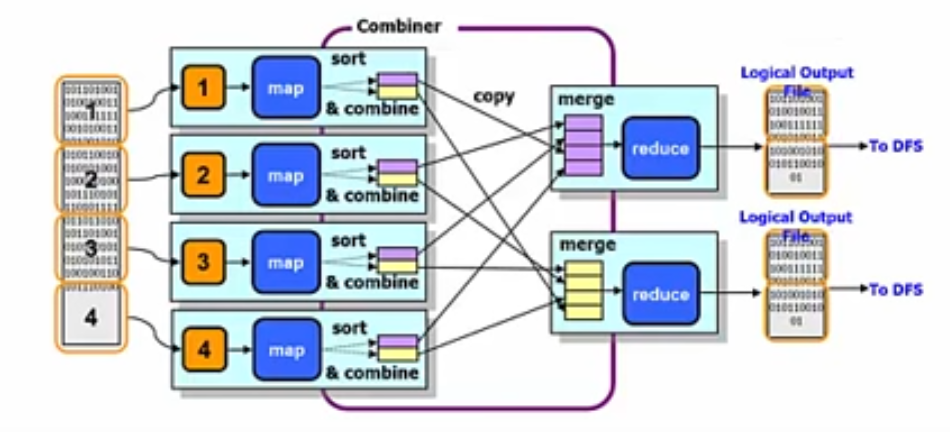 Combiner
1
2
3
4
1
map
sort
& combine
2
map
sort
& combine
3
map
sort
& combine
4
map
sort
& combine
copy
merge
reduce
merge
reduce
Logical Output
File
To DFS
Logical Output
File
To DFS